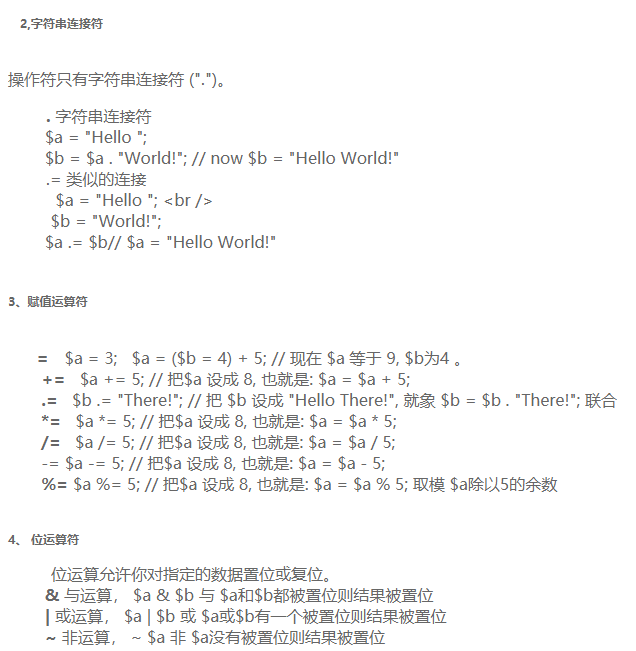 2,字符串连接符
操作符只有字符串连接符 (".")。
. 字符串连接符
$a = "Hello ";
$b = $a . "World!"; // now $b = "Hello World!"
.= 类似的连接
$a = "Hello "; <br />
$b = "World!";
$a .= $b// $a = "Hello World!"
3、赋值运算符
= $a = 3; $a = ($b = 4) + 5; // 现在 $a 等于 9, $b为4 。
+= $a += 5; // 把$a 设成 8, 也就是: $a = $a + 5;
.= $b .= "There!"; // 把 $b 设成 "Hello There!", 就象 $b = $b . "There!"; 联合
*= $a *= 5; // 把$a 设成 8, 也就是: $a = $a * 5;
/= $a /= 5; // 把$a 设成 8, 也就是: $a = $a / 5;
-= $a -= 5; // 把$a 设成 8, 也就是: $a = $a - 5;
%= $a %= 5; // 把$a 设成 8, 也就是: $a = $a % 5; 取模 $a除以5的余数
4、 位运算符
位运算允许你对指定的数据置位或复位。
& 与运算, $a & $b 与 $a和$b都被置位则结果被置位
| 或运算, $a | $b 或 $a或$b有一个被置位则结果被置位
~ 非运算, ~ $a 非 $a没有被置位则结果被置位